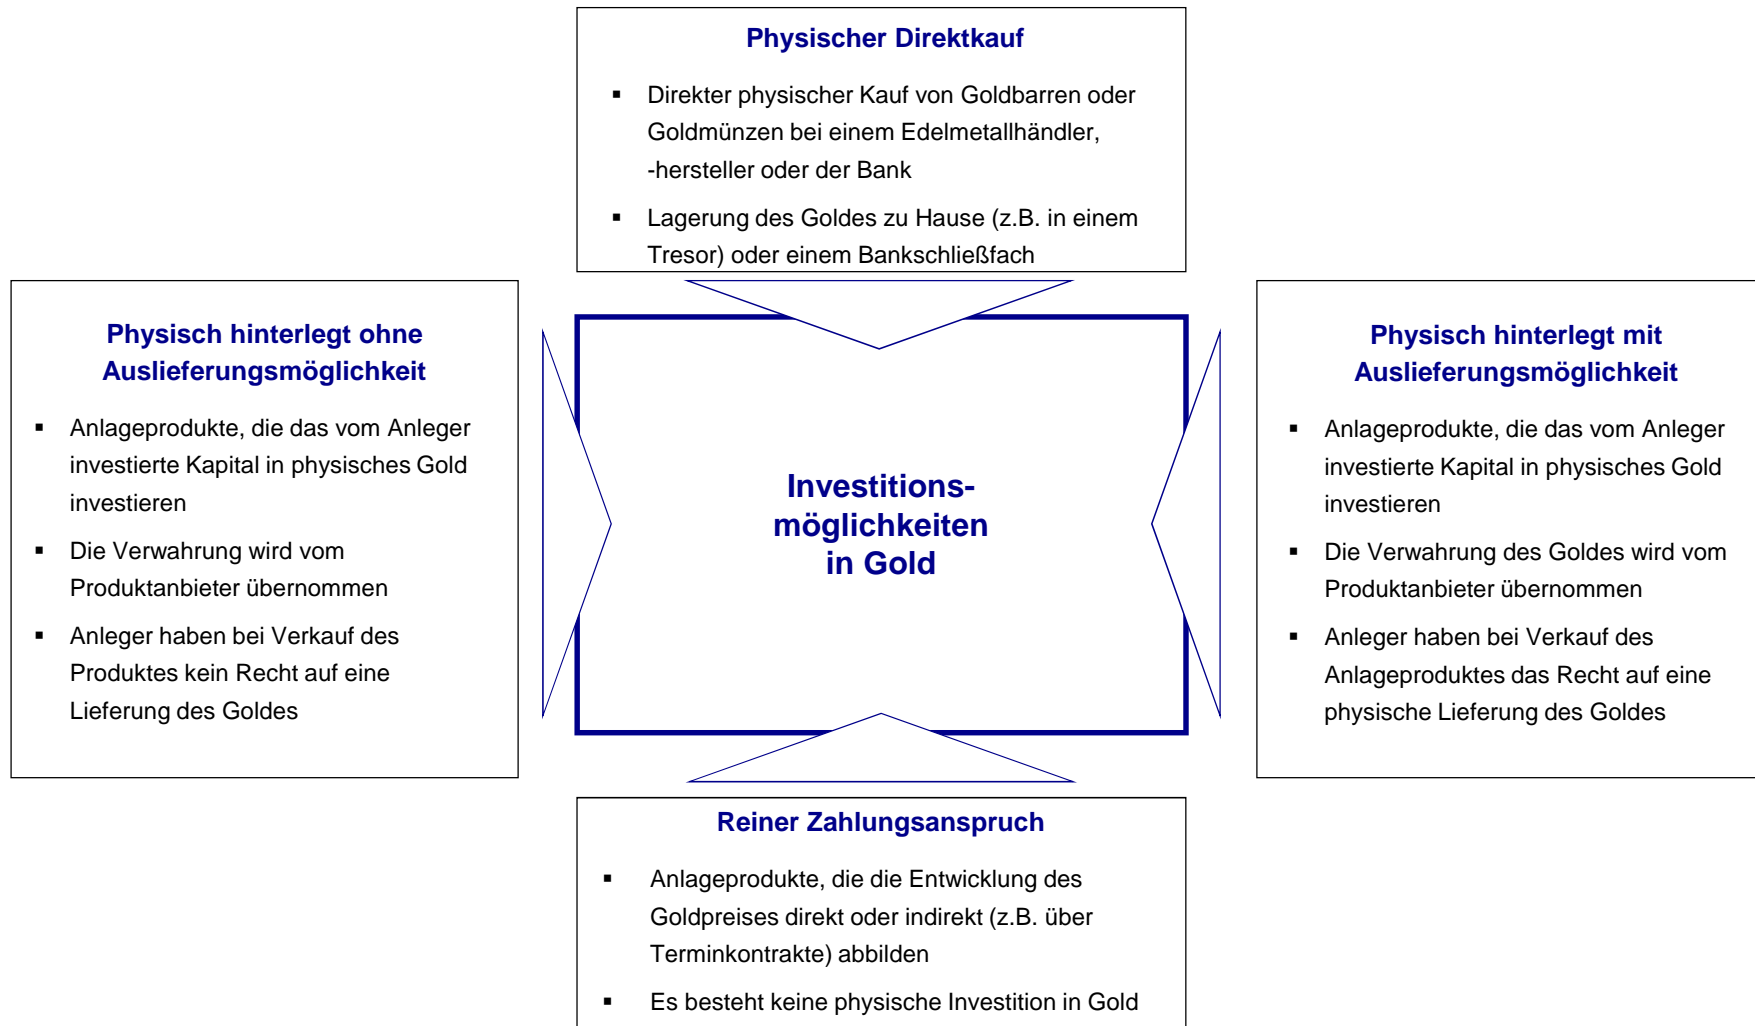 Physischer Direktkauf
▪ Direkter physischer Kauf von Goldbarren oder
Goldmünzen bei einem Edelmetallhändler,
-hersteller oder der Bank
▪ Lagerung des Goldes zu Hause (z.B. in einem
Tresor) oder einem Bankschließfach
Physisch hinterlegt ohne
Auslieferungsmöglichkeit
▪ Anlageprodukte, die das vom Anleger
investierte Kapital in physisches Gold
investieren
▪ Die Verwahrung wird vom
Produktanbieter übernommen
▪ Anleger haben bei Verkauf des
Produktes kein Recht auf eine
Lieferung des Goldes
Investitions-
möglichkeiten
in Gold
Physisch hinterlegt mit
Auslieferungsmöglichkeit
▪ Anlageprodukte, die das vom Anleger
investierte Kapital in physisches Gold
investieren
▪ Die Verwahrung des Goldes wird vom
Produktanbieter übernommen
▪ Anleger haben bei Verkauf des
Anlageproduktes das Recht auf eine
physische Lieferung des Goldes
Reiner Zahlungsanspruch
▪ Anlageprodukte, die die Entwicklung des
Goldpreises direkt oder indirekt (z.B. über
Terminkontrakte) abbilden
▪ Es besteht keine physische Investition in Gold